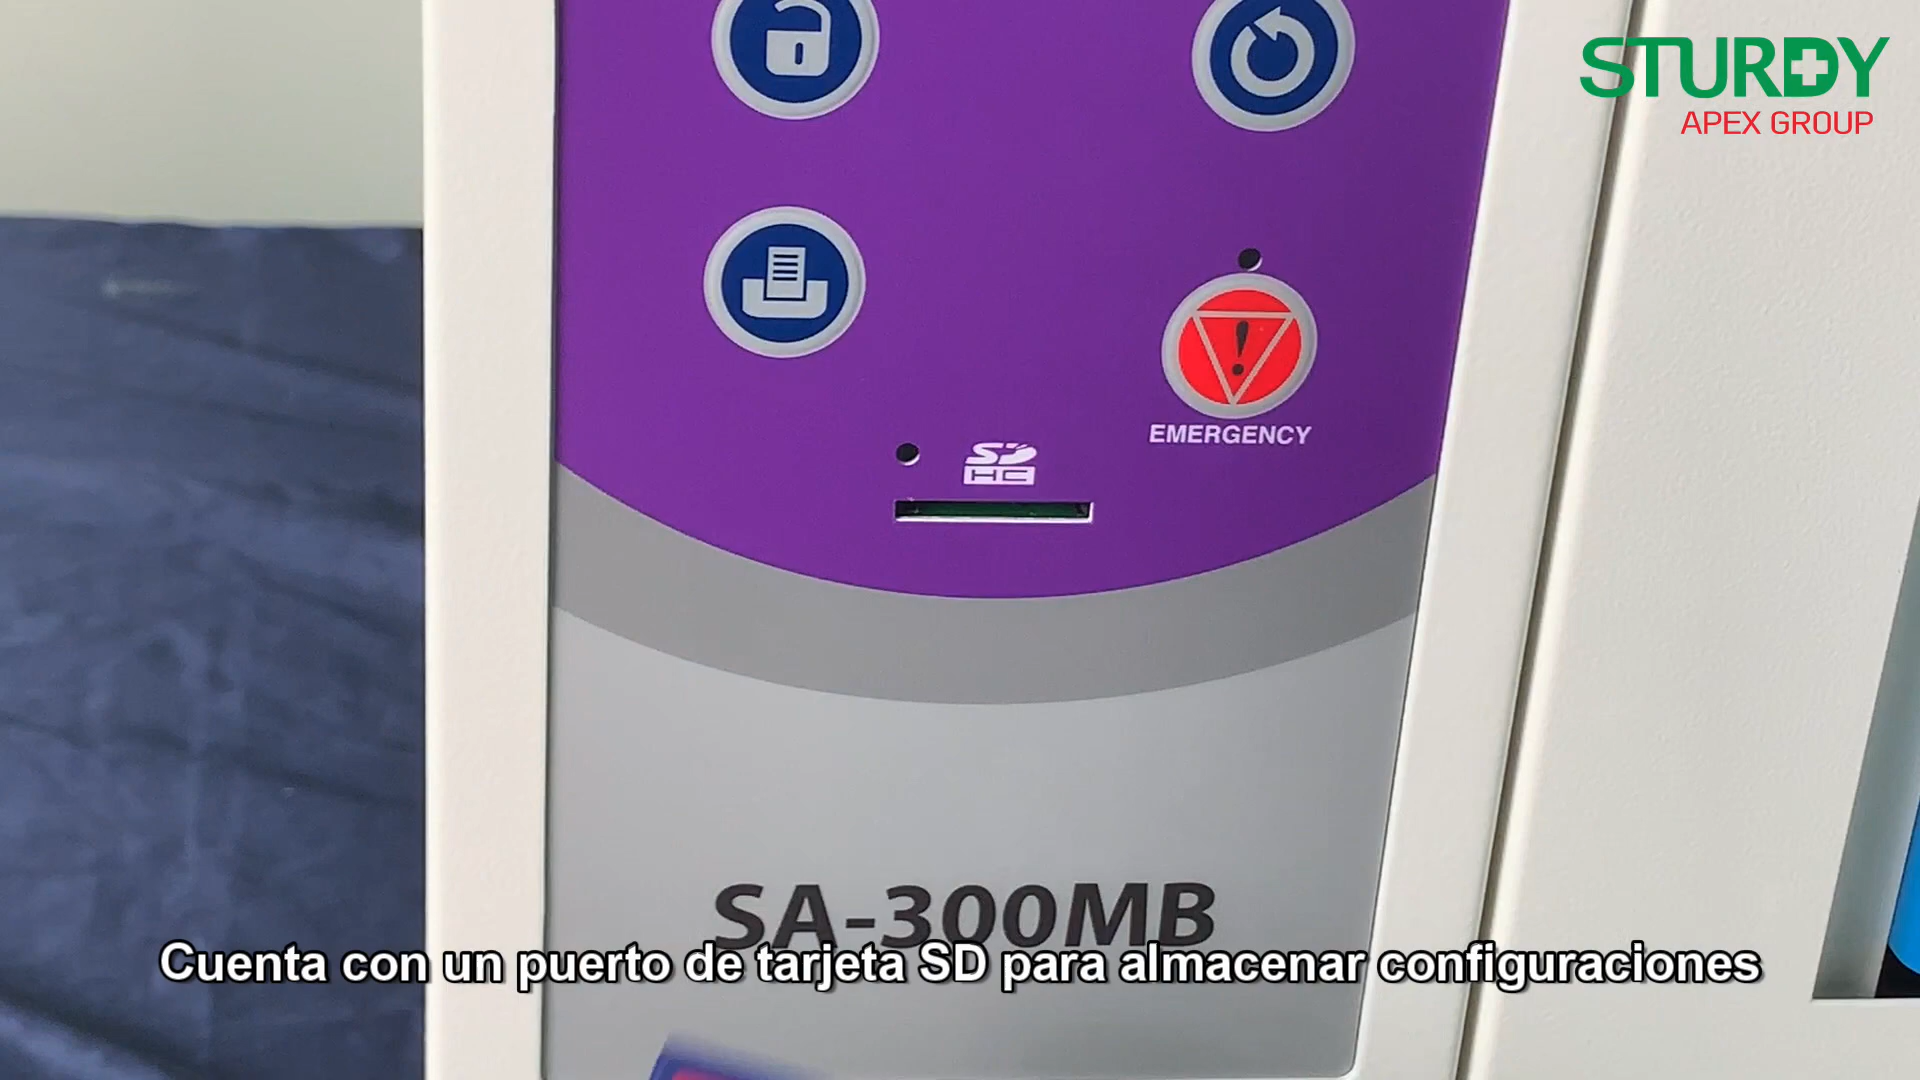 STURDY
APEX GROUP
EMERGENCY
SD
HC
SA-300MB
Cuenta con un puerto de tarjeta SD para almacenar configuraciones